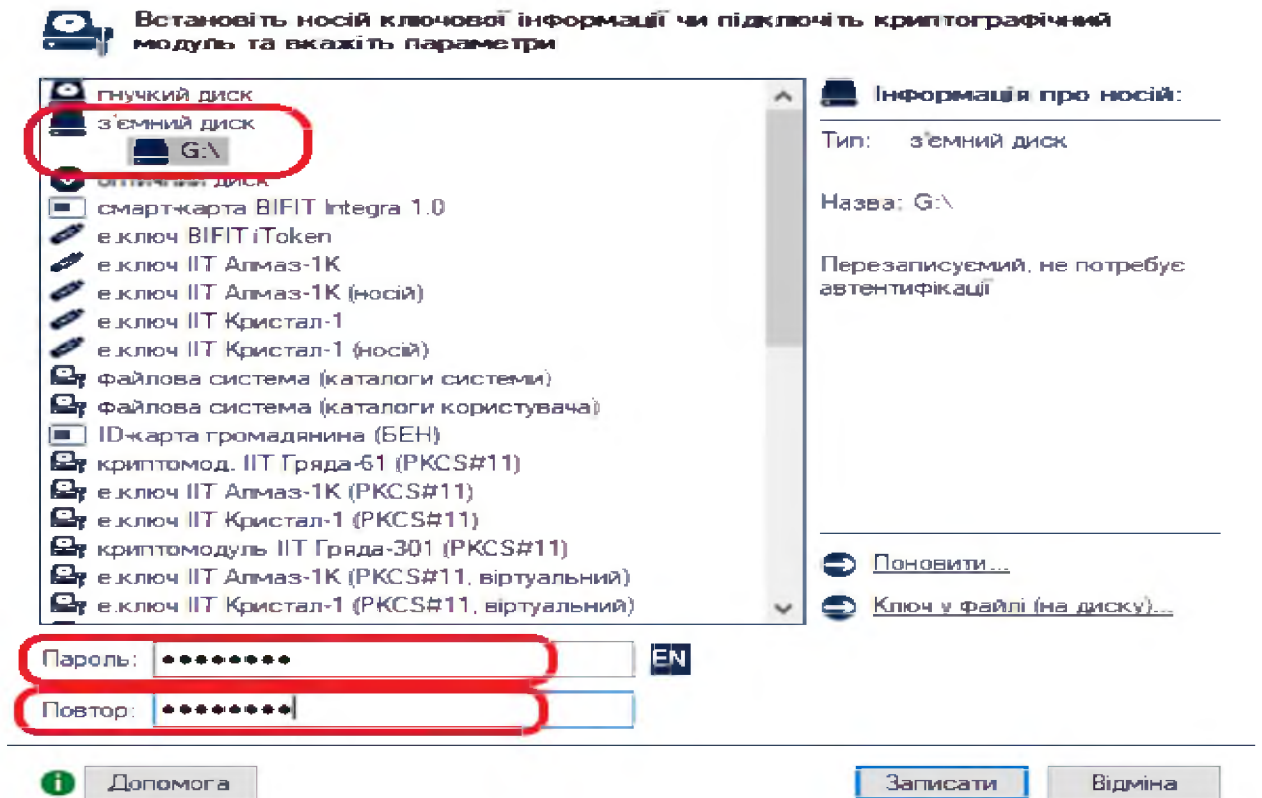 Встановіть носій ключової інформації чи підключіть криптографічний
модуль та вкажіть параметри
гнучкий диск
з'ємний диск
G:\
оптичний диск
смарт-карта BIFIT Integra 1.0
е.ключ BIFIT iToken
е.ключ ІІТ Алмаз-1К
е.ключ ІІТ Алмаз-1К (носій)
е.ключ ІІТ Кристал-1
е.ключ ІІТ Кристал-1 (носій)
файлова система (каталоги системи)
файлова система (каталоги користувача)
ID-карта громадянина (БЕН)
криптомод. ІІТ Гряда-61 (PKCS#11)
е.ключ ІІТ Алмаз-1К (PKCS#11)
е.ключ ІІТ Кристал-1 (PKCS#11)
криптомодуль ІІТ Гряда-301 (PKCS#11)
е.ключ ІІТ Алмаз-1К (PKCS#11, віртуальний)
е.ключ ІІТ Кристал-1 (PKCS#11, віртуальний)
Інформація про носій:
Тип: з'ємний диск
Назва: G:\
Перезаписуємий, не потребує
автентифікації
Поновити...
Ключ у файлі (на диску)...
Пароль: ●●●●●●●●
EN
Повтор: ●●●●●●●●
Допомога
Записати
Відміна